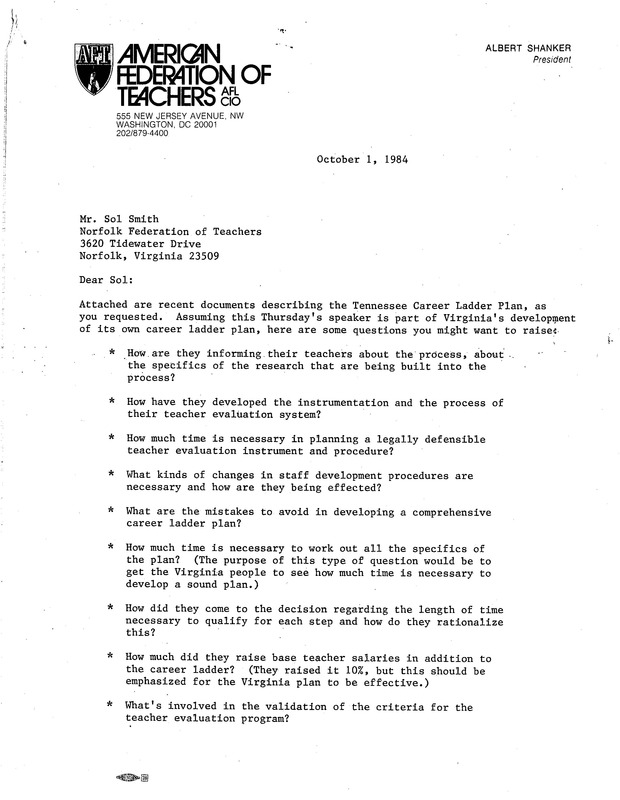 AFT
AMERICAN
FEDERATION OF
TEACHERS AFL
CIO
555 NEW JERSEY AVENUE, NW
WASHINGTON, DC 20001
202/879-4400
ALBERT SHANKER
President
October 1, 1984
Mr. Sol Smith
Norfolk Federation of Teachers
3620 Tidewater Drive
Norfolk, Virginia 23509
Dear Sol:
Attached are recent documents describing the Tennessee Career Ladder Plan, as
you requested. Assuming this Thursday's speaker is part of Virginia's development
of its own career ladder plan, here are some questions you might want to raise:
* How are they informing their teachers about the process, about
the specifics of the research that are being built into the
process?
* How have they developed the instrumentation and the process of
their teacher evaluation system?
* How much time is necessary in planning a legally defensible
teacher evaluation instrument and procedure?
* What kinds of changes in staff development procedures are
necessary and how are they being effected?
* What are the mistakes to avoid in developing a comprehensive
career ladder plan?
* How much time is necessary to work out all the specifics of
the plan? (The purpose of this type of question would be to
get the Virginia people to see how much time is necessary to
develop a sound plan.)
* How did they come to the decision regarding the length of time
necessary to qualify for each step and how do they rationalize
this?
* How much did they raise base teacher salaries in addition to
the career ladder? (They raised it 10%, but this should be
emphasized for the Virginia plan to be effective.)
* What's involved in the validation of the criteria for the
teacher evaluation program?